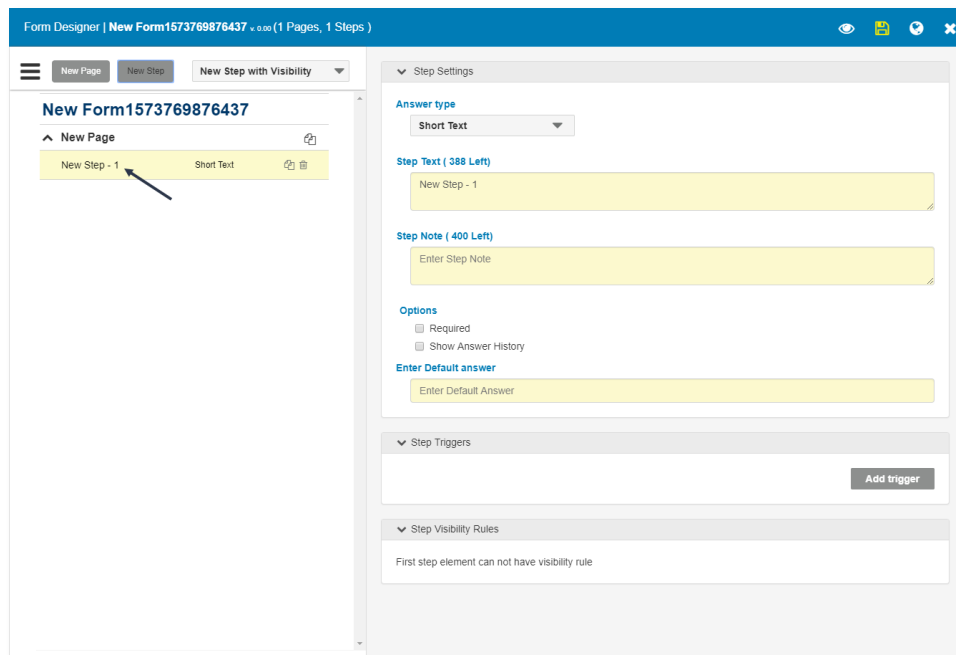 Form Designer | New Form1573769876437 v. 0.00 (1 Pages, 1 Steps )
New Page
New Step
New Step with Visibility
New Form1573769876437
New Page
New Step - 1
Short Text
Step Settings
Answer type
Short Text
Step Text ( 388 Left)
New Step - 1
Step Note ( 400 Left)
Enter Step Note
Options
Required
Show Answer History
Enter Default answer
Enter Default Answer
Step Triggers
Add trigger
Step Visibility Rules
First step element can not have visibility rule